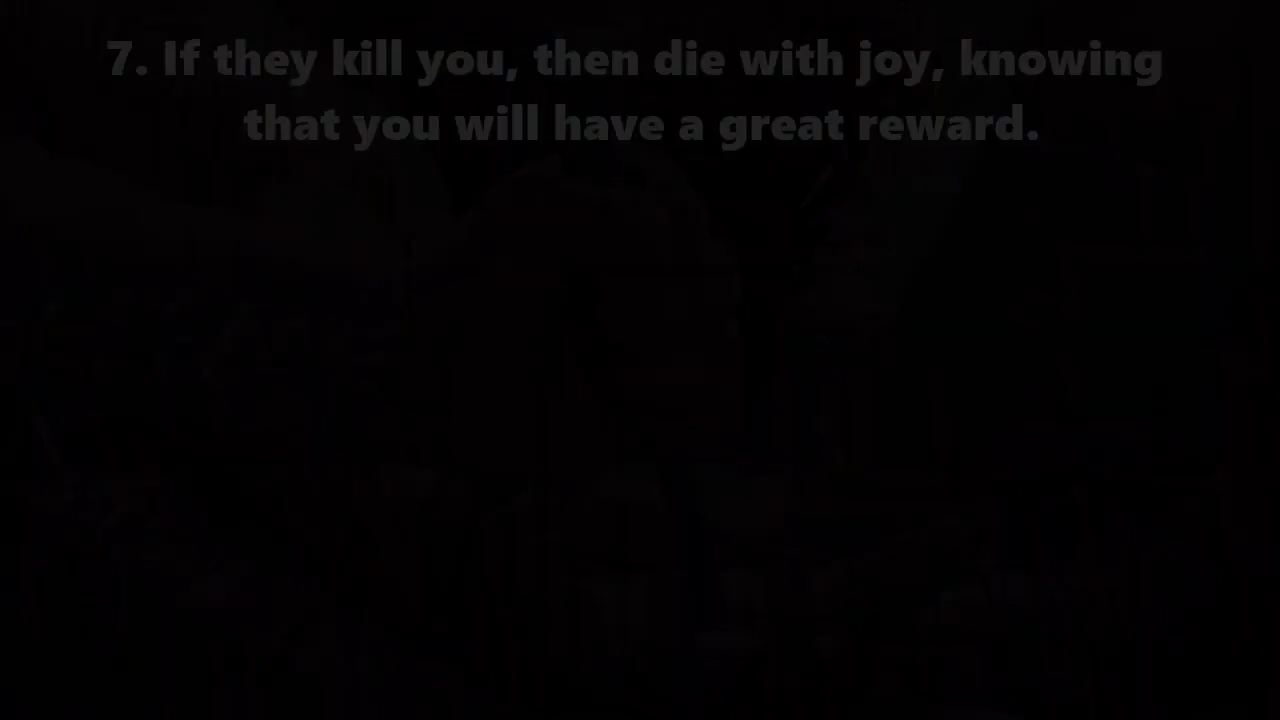 7. If they kill you, then die with joy, knowing
that you will have a great reward.